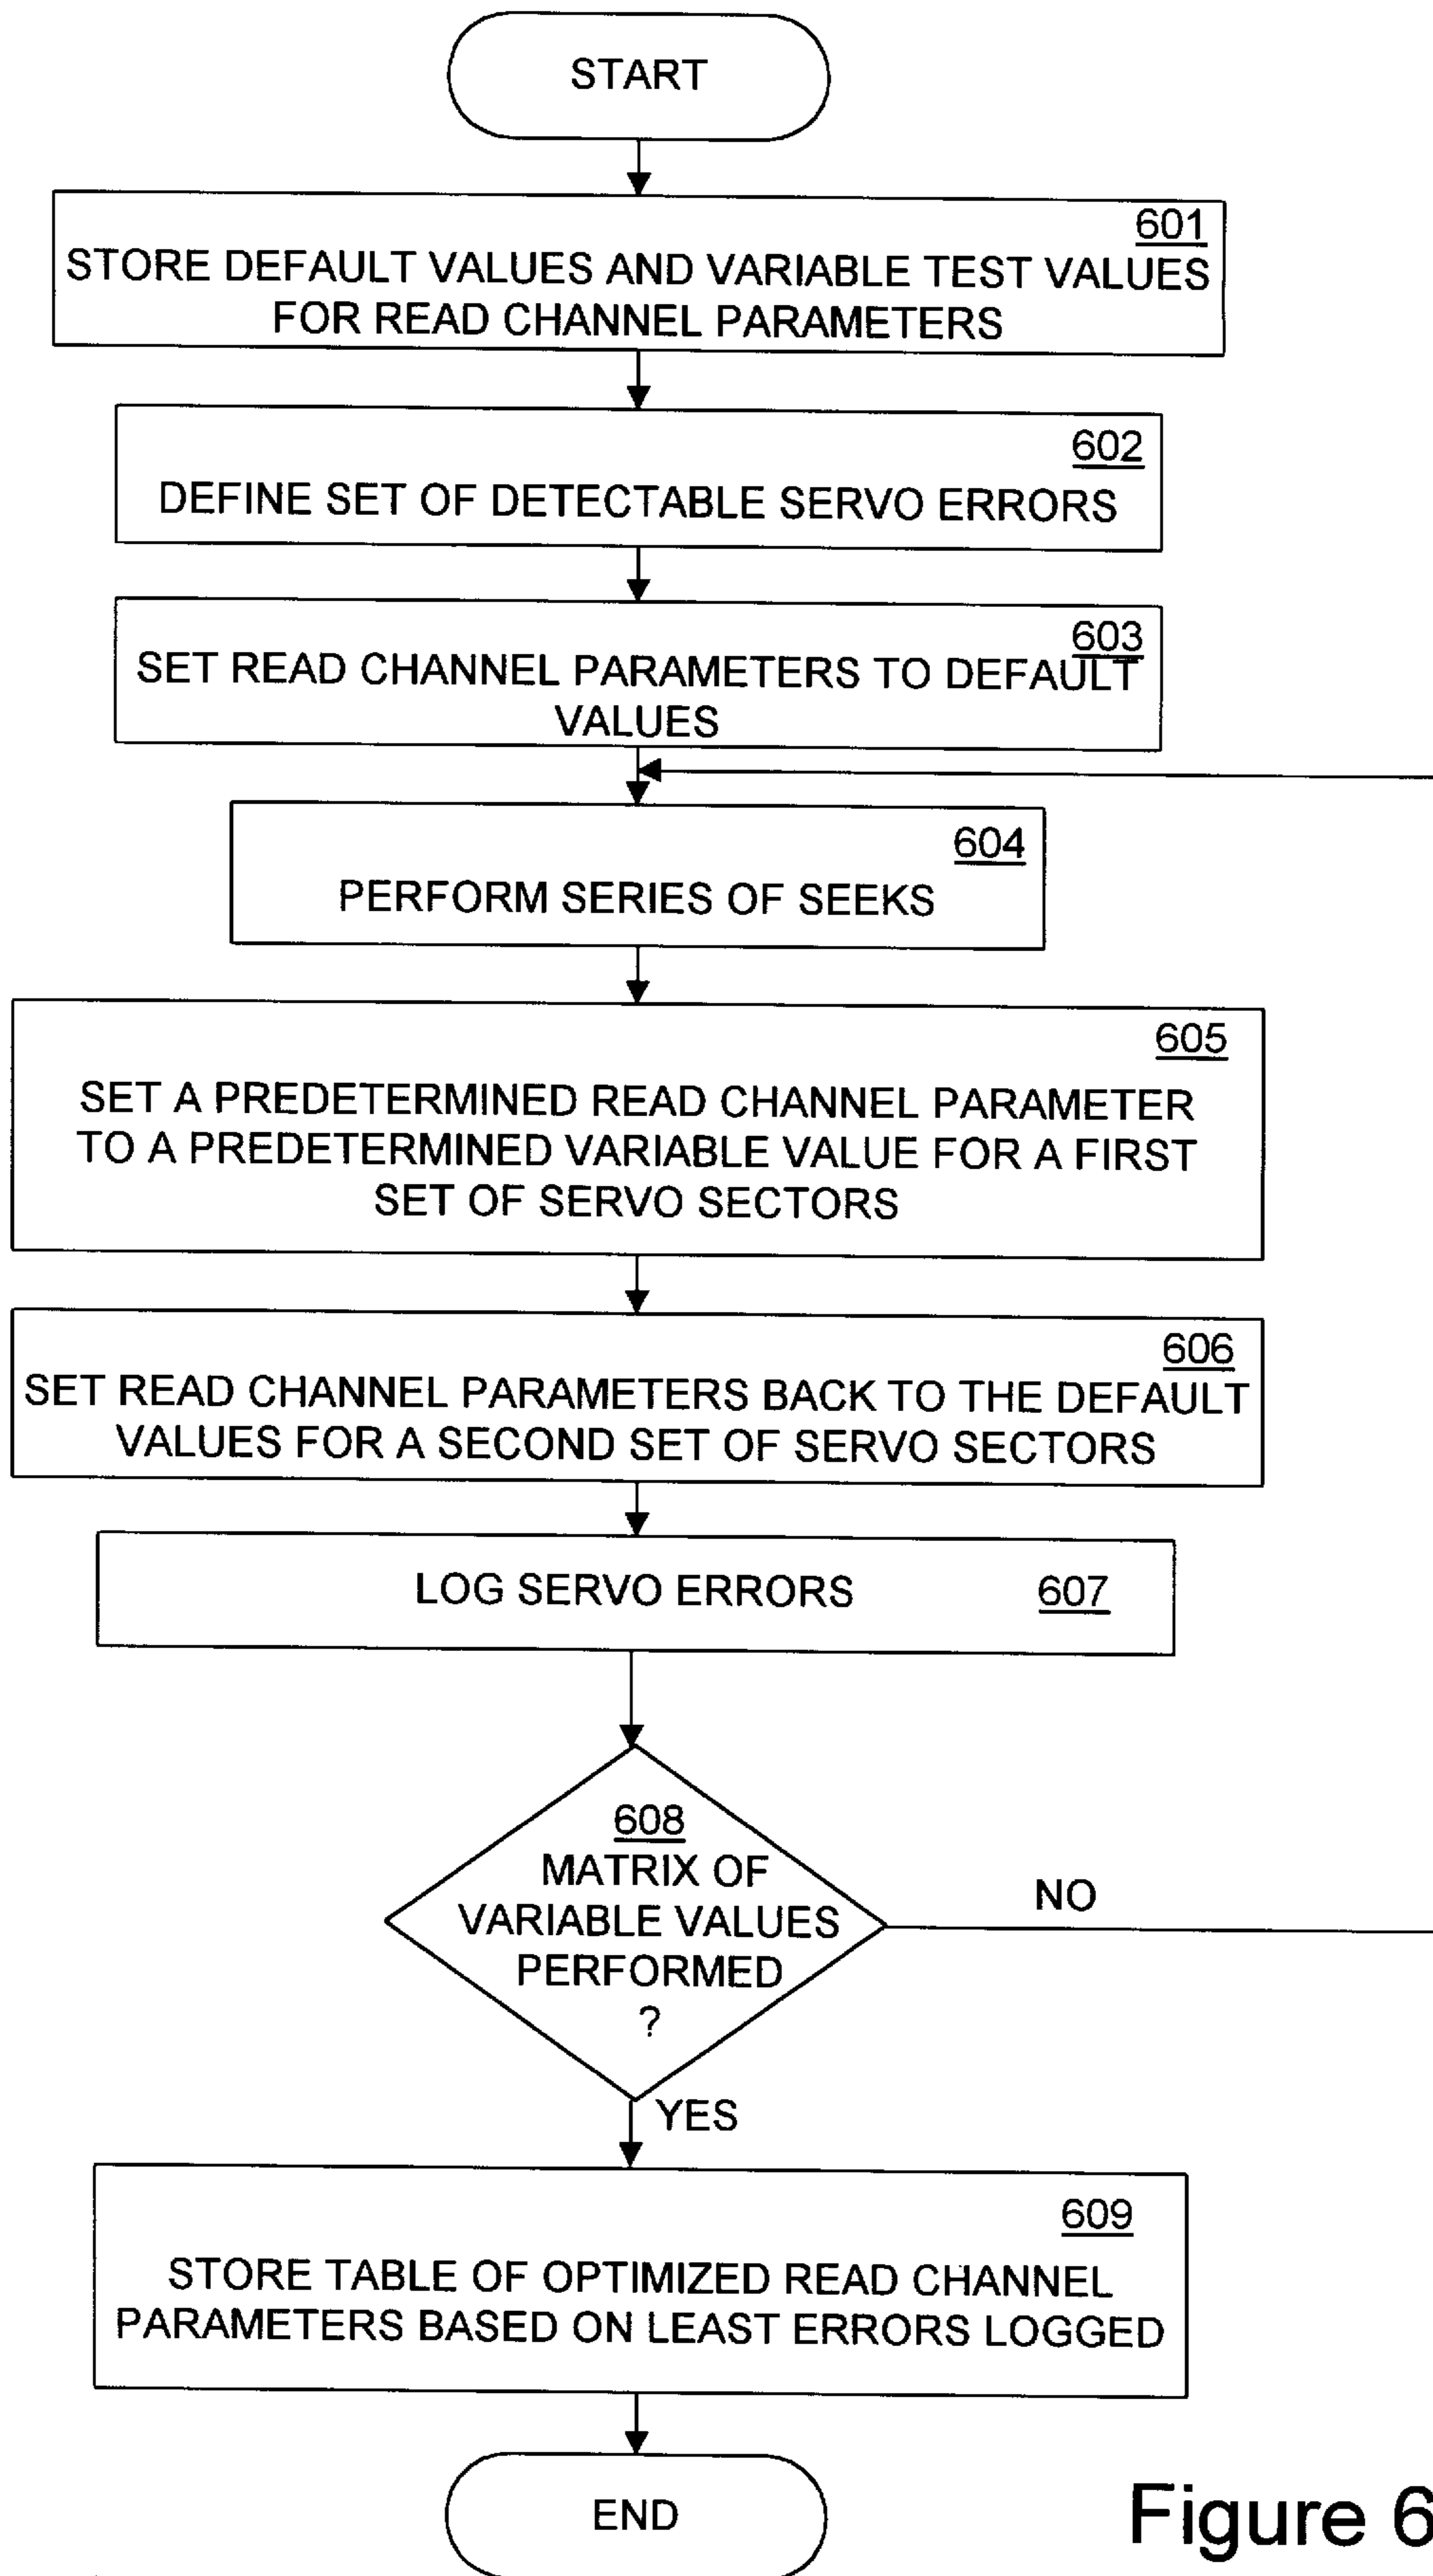 START
601
STORE DEFAULT VALUES AND VARIABLE TEST VALUES
FOR READ CHANNEL PARAMETERS
602
DEFINE SET OF DETECTABLE SERVO ERRORS
603
SET READ CHANNEL PARAMETERS TO DEFAULT
VALUES
604
PERFORM SERIES OF SEEKS
605
SET A PREDETERMINED READ CHANNEL PARAMETER
TO A PREDETERMINED VARIABLE VALUE FOR A FIRST
SET OF SERVO SECTORS
606
SET READ CHANNEL PARAMETERS BACK TO THE DEFAULT
VALUES FOR A SECOND SET OF SERVO SECTORS
LOG SERVO ERRORS 607
608
MATRIX OF
VARIABLE VALUES
PERFORMED
?
NO
YES
609
STORE TABLE OF OPTIMIZED READ CHANNEL
PARAMETERS BASED ON LEAST ERRORS LOGGED
END
Figure 6